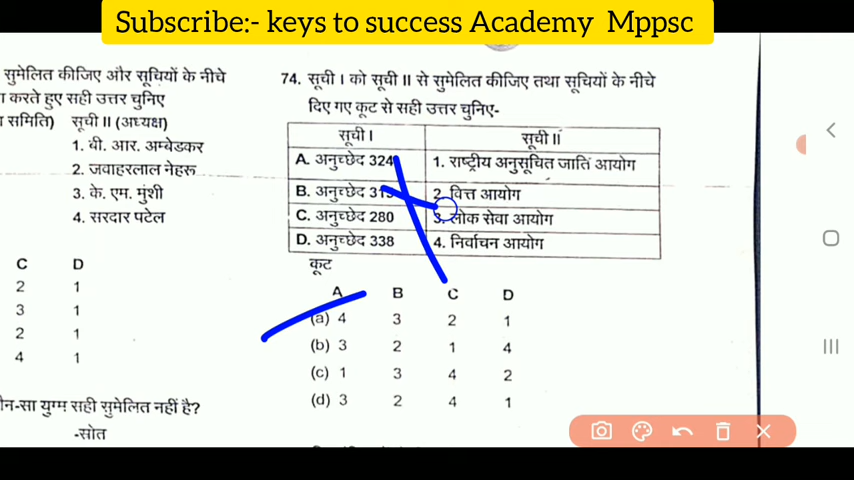 Subscribe:- keys to success Academy Mppsc
सुमेलित कीजिए और सूचियों के नीचे
करते हुए सही उत्तर चुनिए
समिति) सूची II (अध्यक्ष)
1. बी. आर. अम्बेडकर
2. जवाहरलाल नेहरू
3. के. एम. मुंशी
4. सरदार पटेल
C D
2 1
3 1
2 1
4 1
सा युग्म सही सुमेलित नहीं है?
-स्रोत
74. सूची I को सूची II से सुमेलित कीजिए तथा सूचियों के नीचे
दिए गए कूट से सही उत्तर चुनिए-
सूची I सूची II
A. अनुच्छेद 324 1. राष्ट्रीय अनुसूचित जाति आयोग
B. अनुच्छेद 315 2. वित्त आयोग
C. अनुच्छेद 280 3. लोक सेवा आयोग
D. अनुच्छेद 338 4. निर्वाचन आयोग
कूट
A B C D
(a) 4 3 2 1
(b) 3 2 1 4
(c) 1 3 4 2
(d) 3 2 4 1